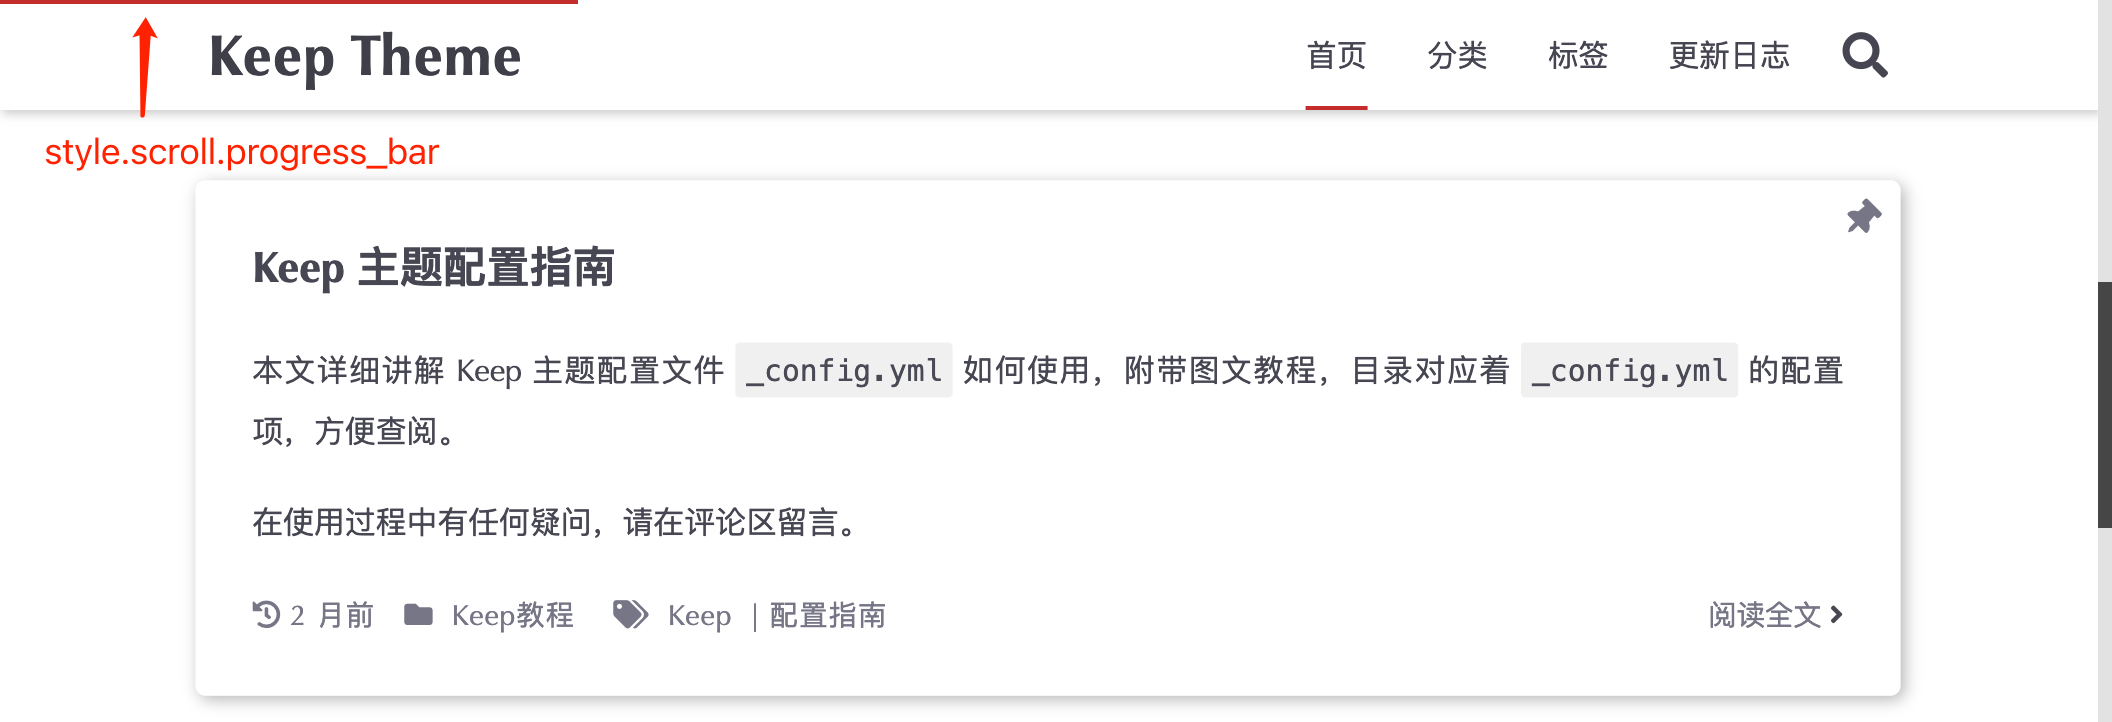 Keep Theme
首页 分类 标签 更新日志
style.scroll.progress_bar
Keep 主题配置指南
本文详细讲解 Keep 主题配置文件 _config.yml 如何使用，附带图文教程，目录对应着 _config.yml 的配置
项，方便查阅。
在使用过程中有任何疑问，请在评论区留言。
2 月前 Keep教程 Keep | 配置指南 阅读全文